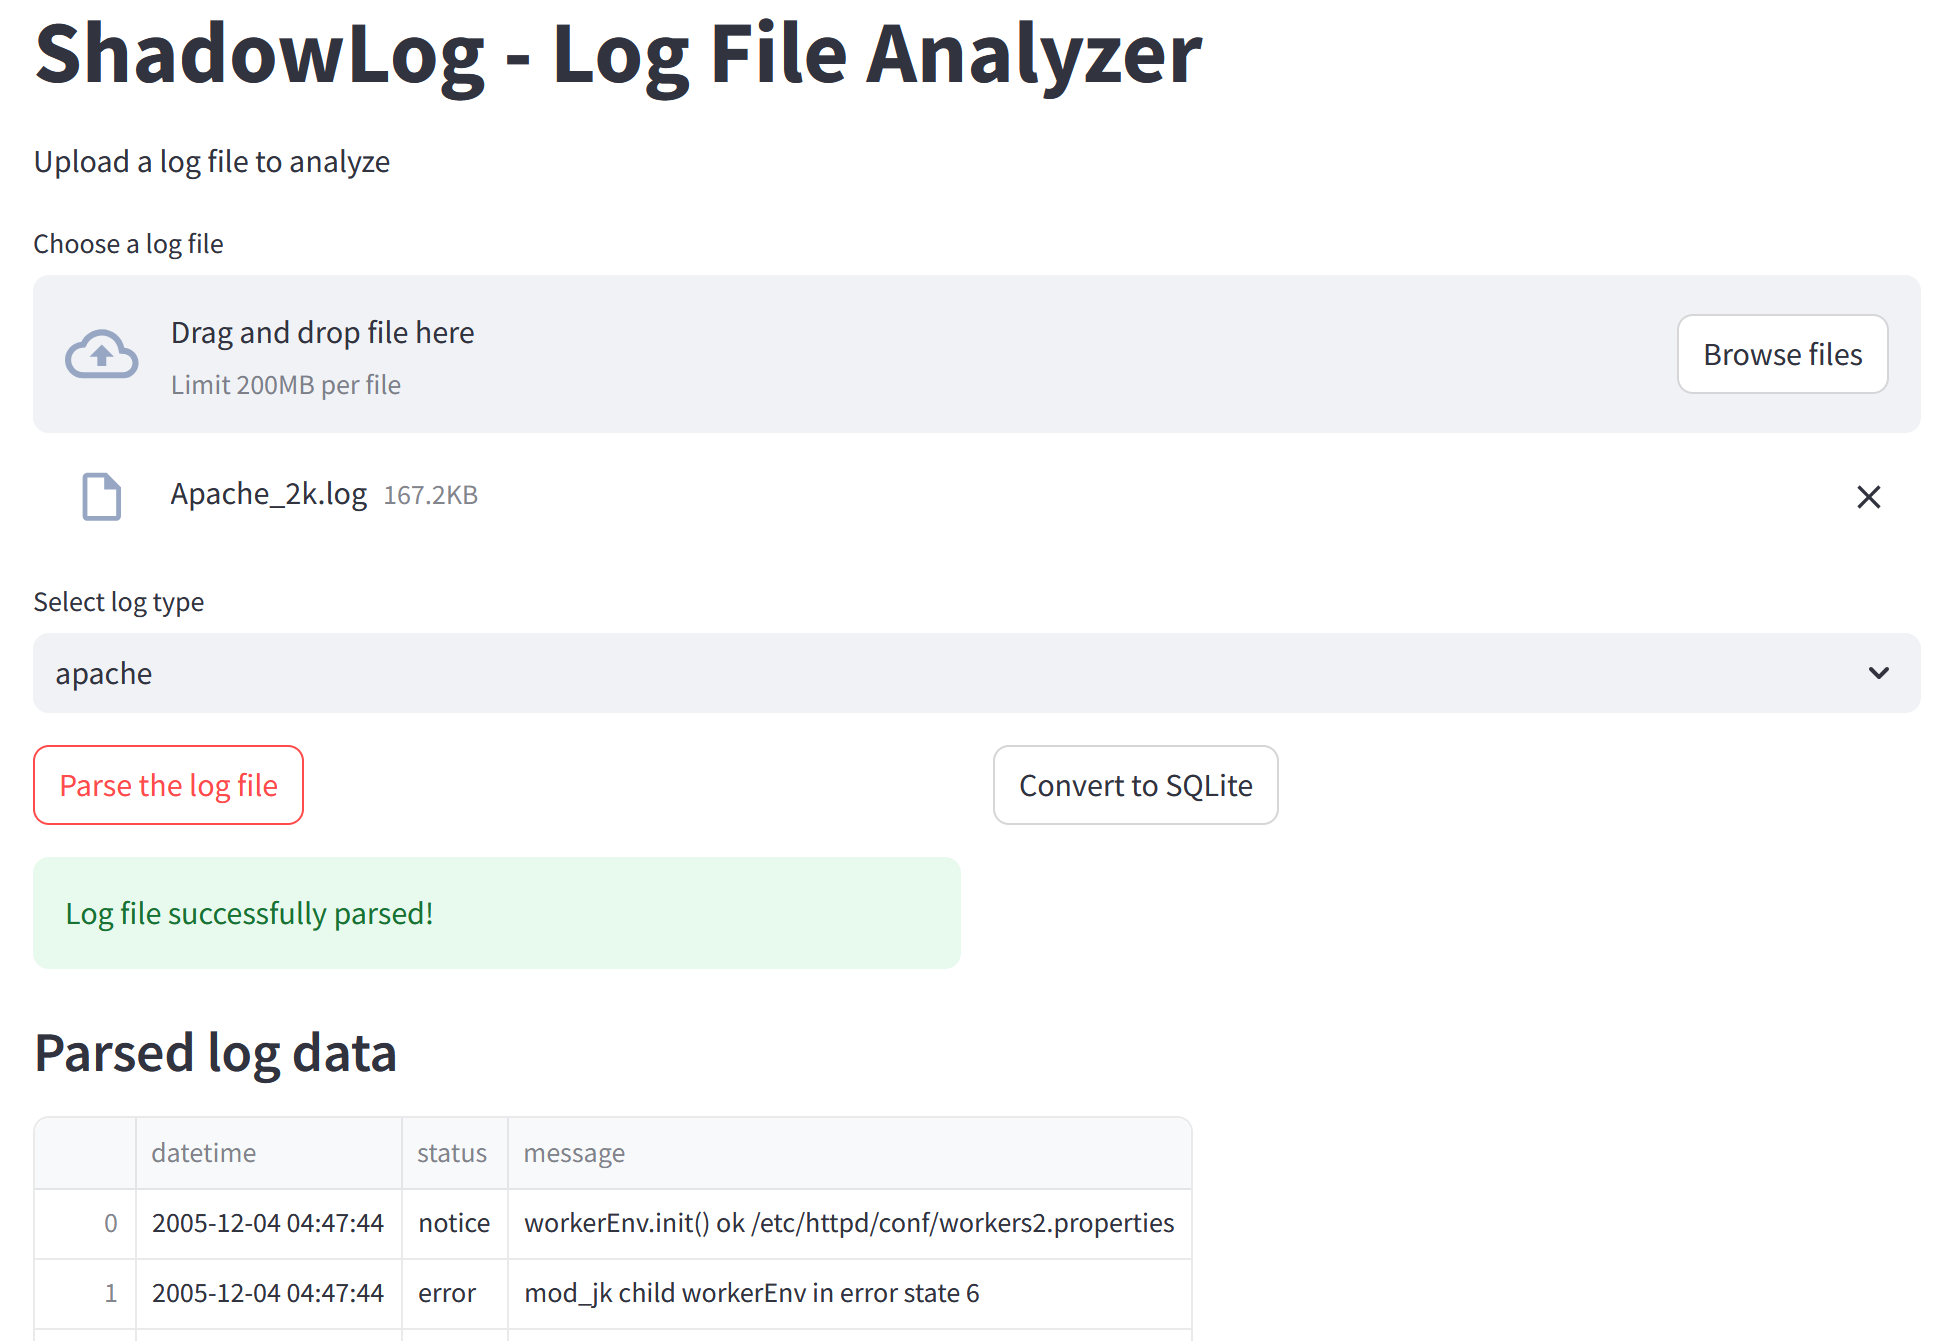 ShadowLog - Log File Analyzer
Upload a log file to analyze
Choose a log file
Drag and drop file here
Limit 200MB per file
Browse files
Apache_2k.log 167.2KB
Select log type
apache
Parse the log file
Convert to SQLite
Log file successfully parsed!
Parsed log data
datetime status message
0 2005-12-04 04:47:44 notice workerEnv.init() ok /etc/httpd/conf/workers2.properties
1 2005-12-04 04:47:44 error mod_jk child workerEnv in error state 6